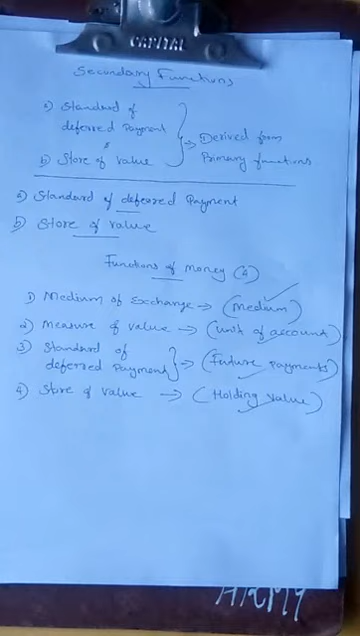 CAPITAL
Secondary Functions
a) Standard of
deferred Payment
&
b) Store of value
→ Derived from
Primary functions
a) Standard of deferred Payment
b) Store of value
Functions of Money (4)
1) Medium of Exchange → (Medium)
2) Measure of value → (unit of account)
3) Standard of
deferred Payment → (Future payments)
4) Store of value → (Holding value)
ARMY